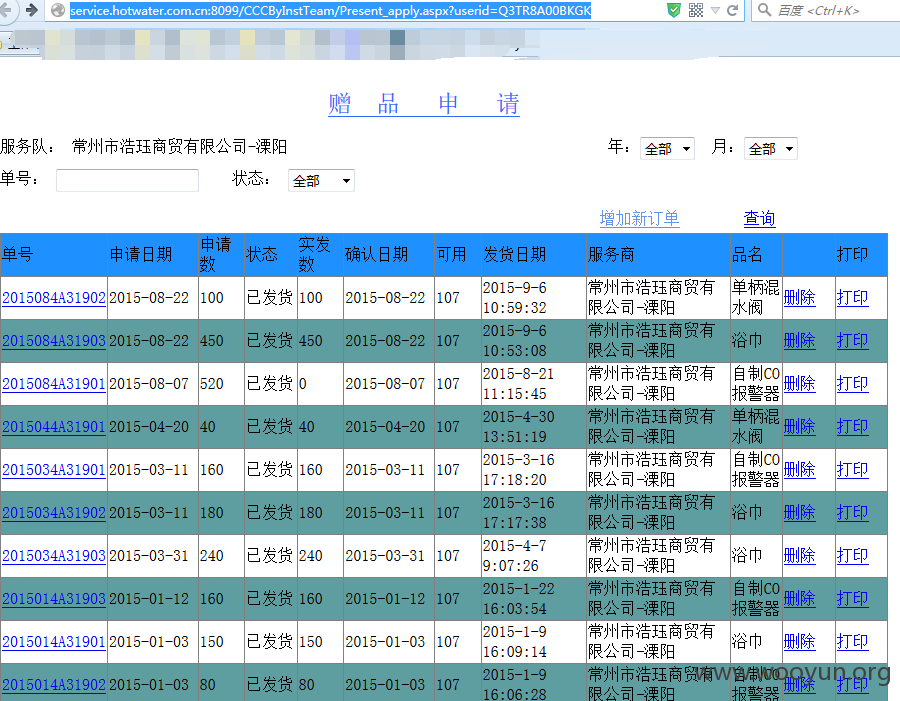 service.hotwater.com.cn:8099/CCCByInstTeam/Present_apply.aspx?userid=Q3TR8A00BKGK
百度 <Ctrl+K>
赠 品 申 请
服务队: 常州市浩珏商贸有限公司-溧阳 年: 全部 月: 全部
单号: 状态: 全部
增加新订单 查询
单号 申请日期 申请数 状态 实发数 确认日期 可用 发货日期 服务商 品名 打印
2015084A31902 2015-08-22 100 已发货 100 2015-08-22 107 2015-9-6 10:59:32 常州市浩珏商贸有限公司-溧阳 单柄混水阀 删除 打印
2015084A31903 2015-08-22 450 已发货 450 2015-08-22 107 2015-9-6 10:53:08 常州市浩珏商贸有限公司-溧阳 浴巾 删除 打印
2015084A31901 2015-08-07 520 已发货 0 2015-08-07 107 2015-8-21 11:15:45 常州市浩珏商贸有限公司-溧阳 自制CO报警器 删除 打印
2015044A31901 2015-04-20 40 已发货 40 2015-04-20 107 2015-4-30 13:51:19 常州市浩珏商贸有限公司-溧阳 单柄混水阀 删除 打印
2015034A31901 2015-03-11 160 已发货 160 2015-03-11 107 2015-3-16 17:18:20 常州市浩珏商贸有限公司-溧阳 自制CO报警器 删除 打印
2015034A31902 2015-03-11 180 已发货 180 2015-03-11 107 2015-3-16 17:17:38 常州市浩珏商贸有限公司-溧阳 浴巾 删除 打印
2015034A31903 2015-03-31 240 已发货 240 2015-03-31 107 2015-4-7 9:07:26 常州市浩珏商贸有限公司-溧阳 浴巾 删除 打印
2015014A31903 2015-01-12 160 已发货 160 2015-01-12 107 2015-1-22 16:03:54 常州市浩珏商贸有限公司-溧阳 自制CO报警器 删除 打印
2015014A31901 2015-01-03 150 已发货 150 2015-01-03 107 2015-1-9 16:09:14 常州市浩珏商贸有限公司-溧阳 浴巾 删除 打印
2015014A31902 2015-01-03 80 已发货 80 2015-01-03 107 2015-1-9 16:06:28 常州市浩珏商贸有限公司-溧阳 自制CO报警器 删除 打印
www.wooyun.org